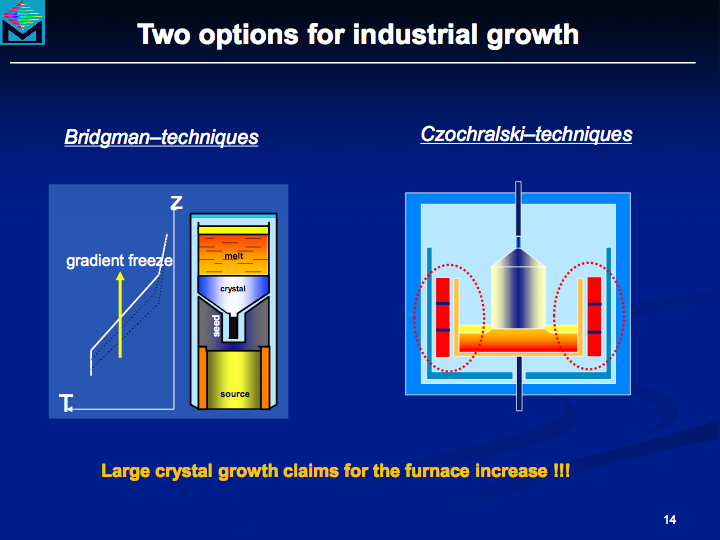 Two options for industrial growth
Bridgman–techniques
Czochralski–techniques
Z
gradient freeze
T
melt
crystal
seed
source
Large crystal growth claims for the furnace increase !!!
14